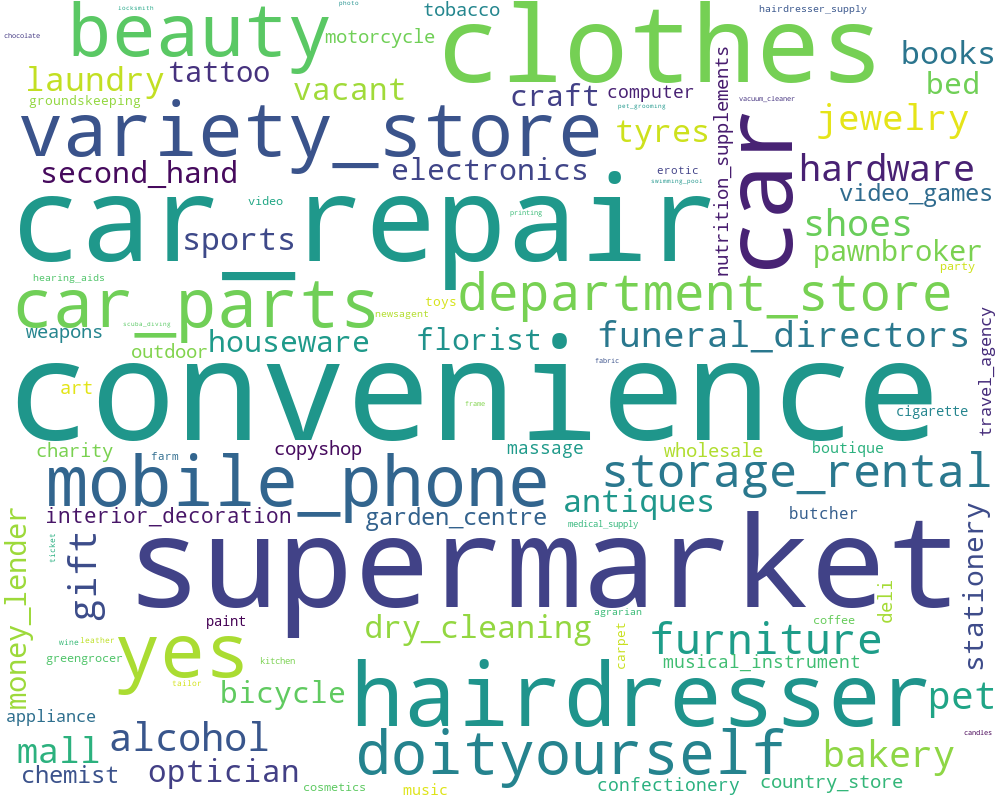 locksmith
photo
chocolate
beauty
clothes
tobacco
hairdresser_supply
motorcycle
books
laundry
tattoo
vacant
craft
computer
bed
groundskeeping
variety_store
pet_grooming
vacuum_cleaner
tyres
nutrition_supplements
car
jewelry
second_hand
electronics
erotic
hardware
swimming_pool
video_games
car_repair
video
printing
shoes
sports
pawnbroker
hearing_aids
party
car_parts
toys
department_store
newsagent
weapons
scuba_diving
houseware
florist
funeral_directors
travel_agency
outdoor
convenience
fabric
art
frame
cigarette
charity
farm
copyshop
massage
wholesale
boutique
mobile_phone
storage_rental
antiques
interior_decoration
garden_centre
butcher
medical_supply
stationery
money_lender
ticket
gift
supermarket
deli
paint
agrarian
coffee
wine
leather
yes
dry_cleaning
carpet
furniture
greengrocer
kitchen
musical_instrument
tailor
bicycle
hairdresser
pet
appliance
alcohol
candles
mall
doityourself
bakery
chemist
optician
cosmetics
music
confectionery
country_store